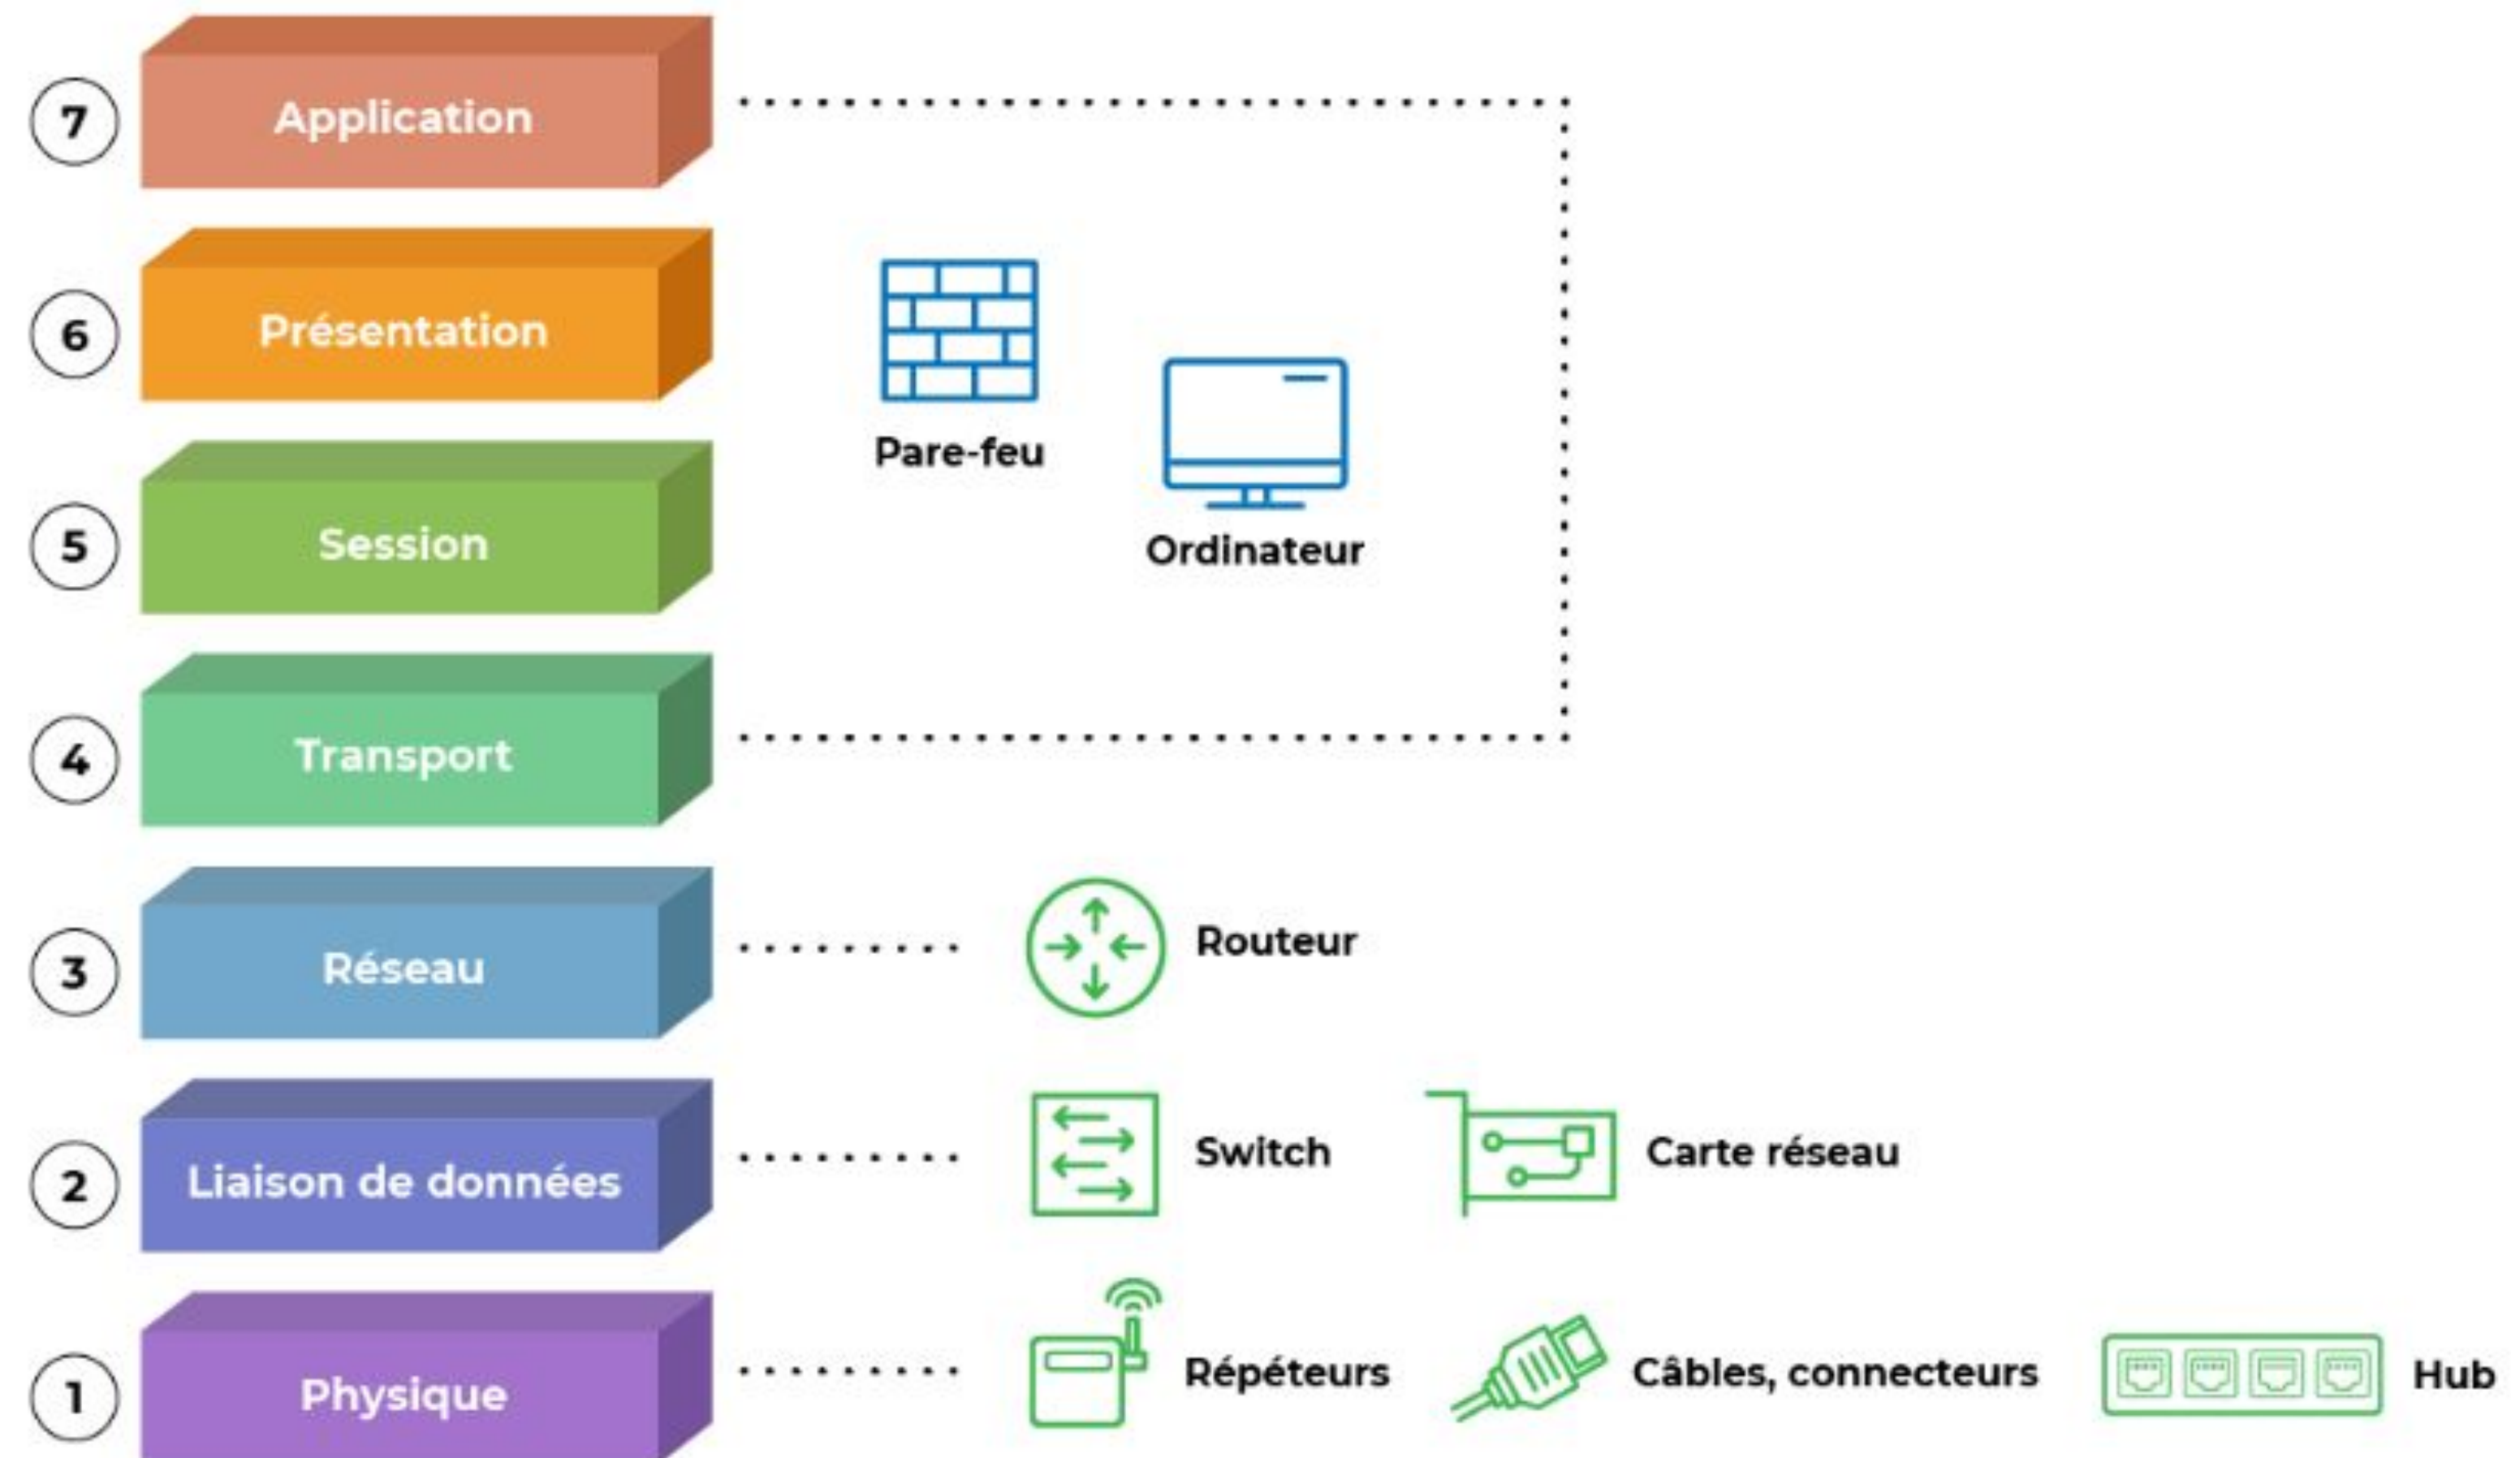 7
Application
6
Présentation
Pare-feu
5
Session
Ordinateur
4
Transport
3
Réseau
Routeur
2
Liaison de données
Switch
Carte réseau
1
Physique
Répéteurs
Câbles, connecteurs
Hub